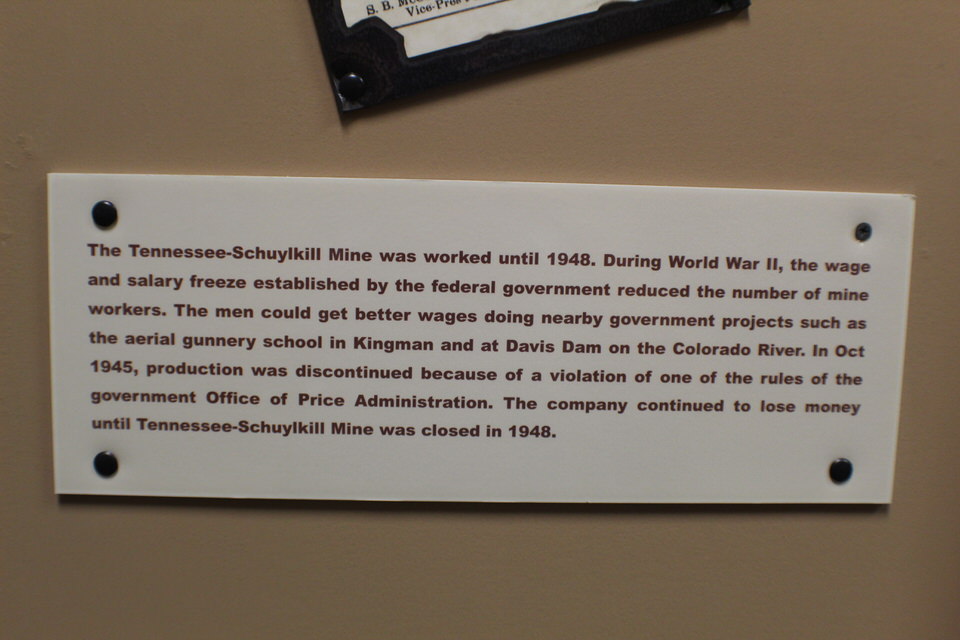 S. B.
Vice-Pres
The Tennessee-Schuylkill Mine was worked until 1948. During World War II, the wage
and salary freeze established by the federal government reduced the number of mine
workers. The men could get better wages doing nearby government projects such as
the aerial gunnery school in Kingman and at Davis Dam on the Colorado River. In Oct
1945, production was discontinued because of a violation of one of the rules of the
government Office of Price Administration. The company continued to lose money
until Tennessee-Schuylkill Mine was closed in 1948.